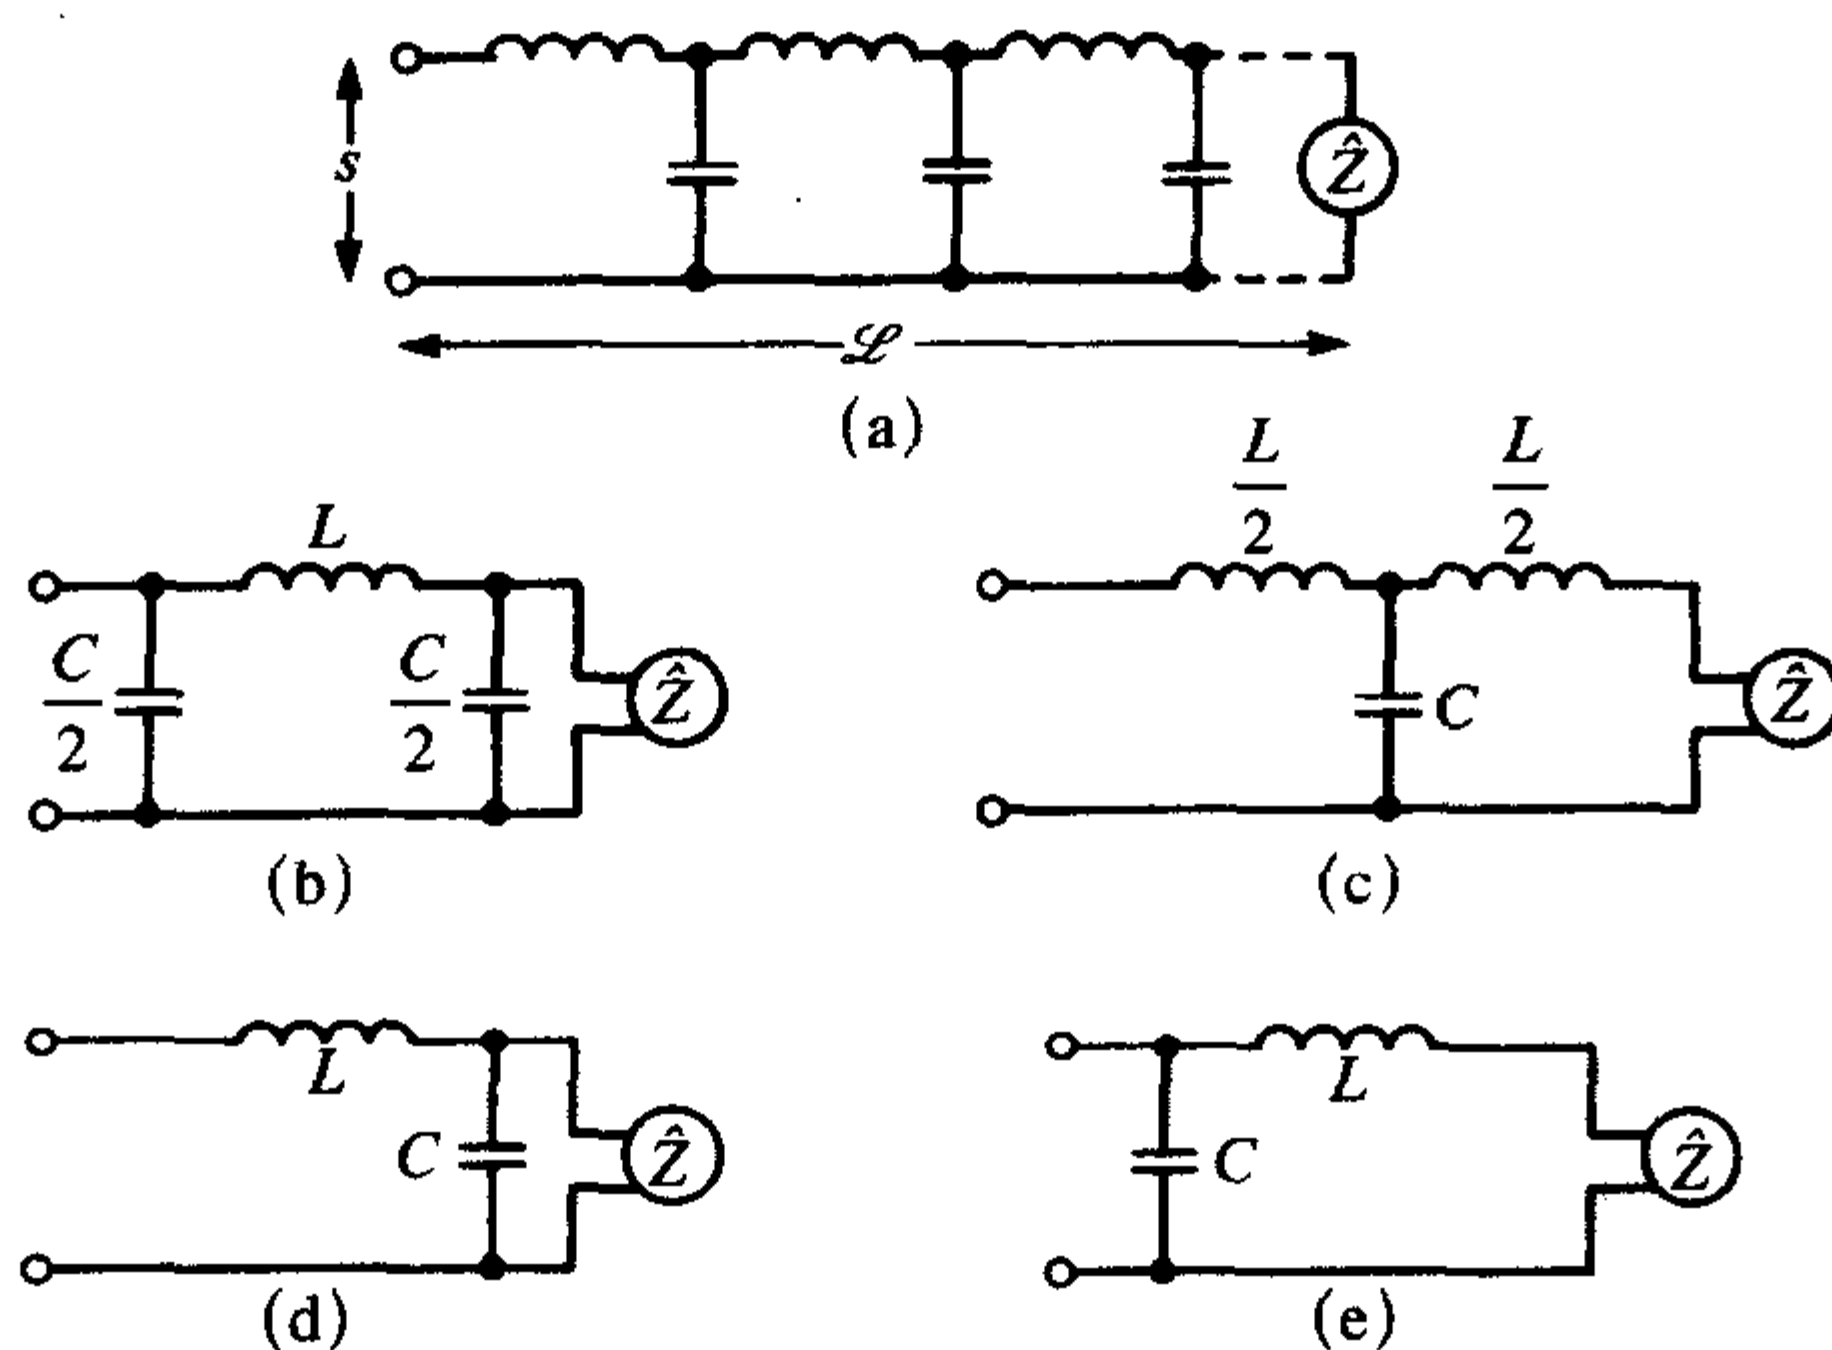 s
Ẑ
ℒ
(a)
L/2 L/2
L
C/2 C/2 Ẑ
C Ẑ
(b) (c)
L L
C Ẑ C Ẑ
(d) (e)